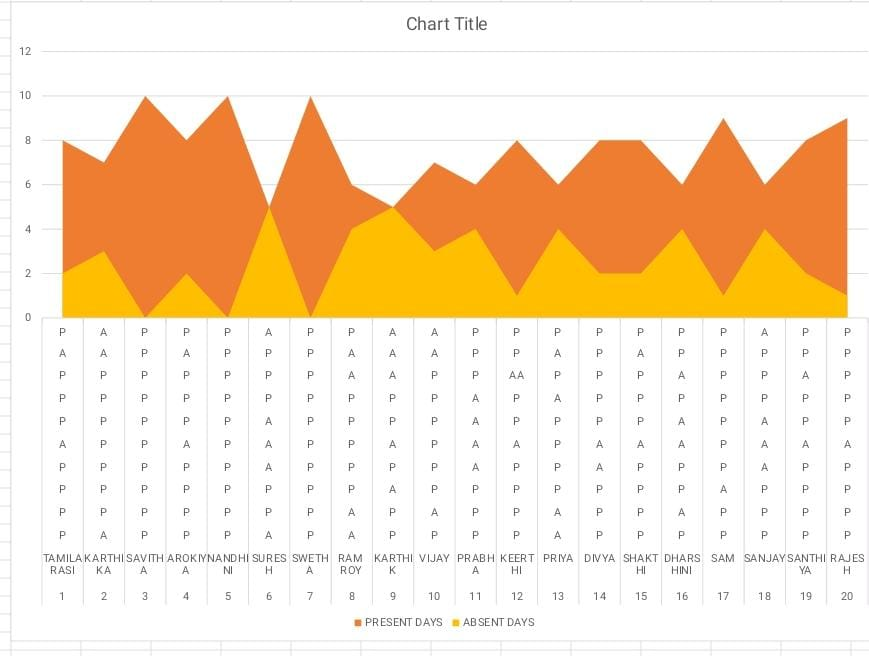 Chart Title
12
10
8
6
4
2
0
P A P P P A P P A A P P P P P P P A P P
A A P A P P P A A A P P A P A P P P P P
P P P P P A P A A P P AA P P P A P P A P
P P P P P P P P P P A P A P P P P P P P
P P P P P A P P P P A P P P P A P A P P
A P P A P A P P A P A A P A A A P A P A
P P P P P A P P P P A P P A P P P A P P
P P P P P P P P A P P P P P P P A P P P
P P P P P P P A P A P P A P P A P P P P
P A P P P P P A P P P P A P P P P P P P
TAMILA KARTHI SAVITH AROKIY NANDHI SURES SWETH RAM KARTHI VIJAY PRABH KEERT PRIYA DIVYA SHAKT DHARS SAM SANJAY SANTHI RAJES
RASI KA A A NI H A ROY K A HI HI HINI YA H
1 2 3 4 5 6 7 8 9 10 11 12 13 14 15 16 17 18 19 20
PRESENT DAYS ABSENT DAYS